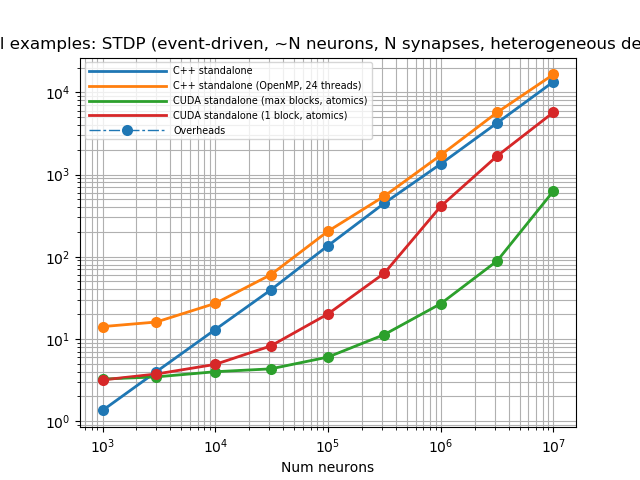 l examples: STDP (event-driven, ~N neurons, N synapses, heterogeneous de
C++ standalone
C++ standalone (OpenMP, 24 threads)
CUDA standalone (max blocks, atomics)
CUDA standalone (1 block, atomics)
Overheads
10⁴
10³
10²
10¹
10⁰
10³ 10⁴ 10⁵ 10⁶ 10⁷
Num neurons